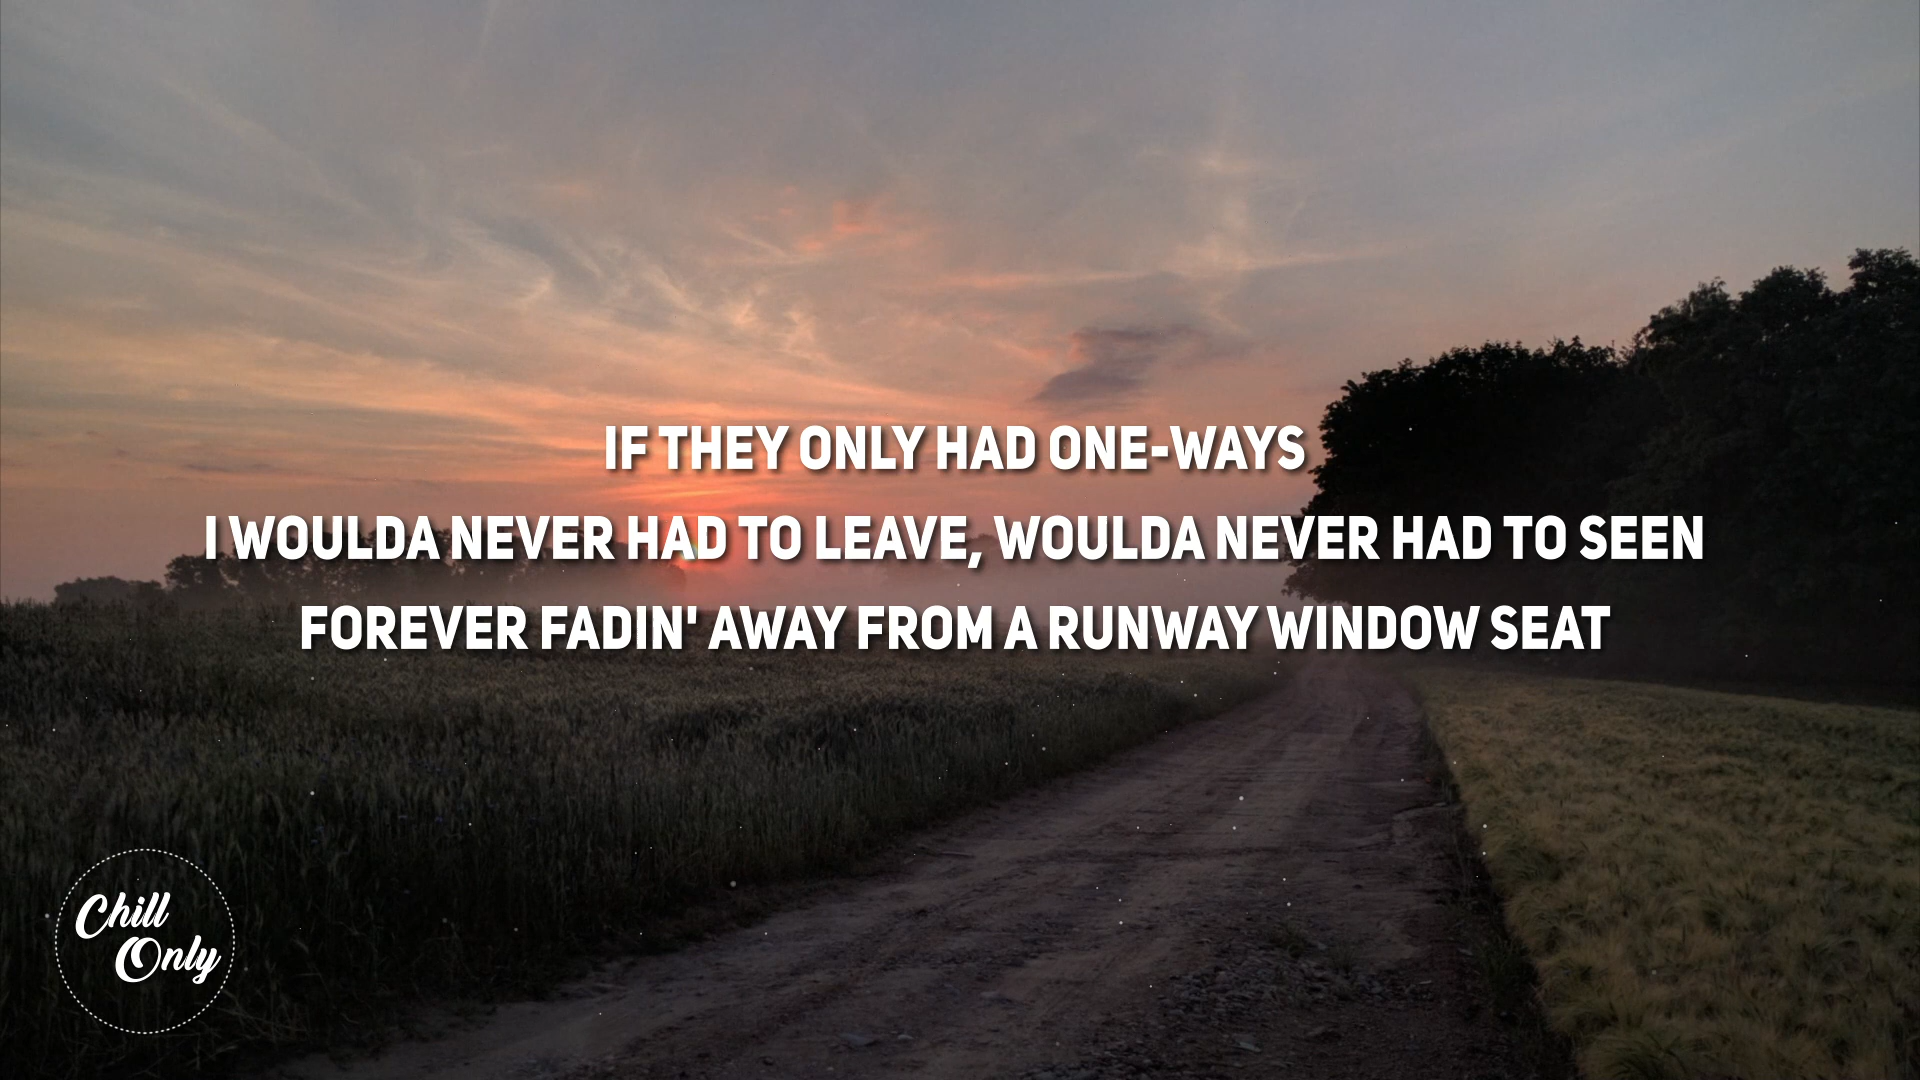 IF THEY ONLY HAD ONE-WAYS
I WOULDA NEVER HAD TO LEAVE, WOULDA NEVER HAD TO SEEN
FOREVER FADIN' AWAY FROM A RUNWAY WINDOW SEAT
Chill
Only